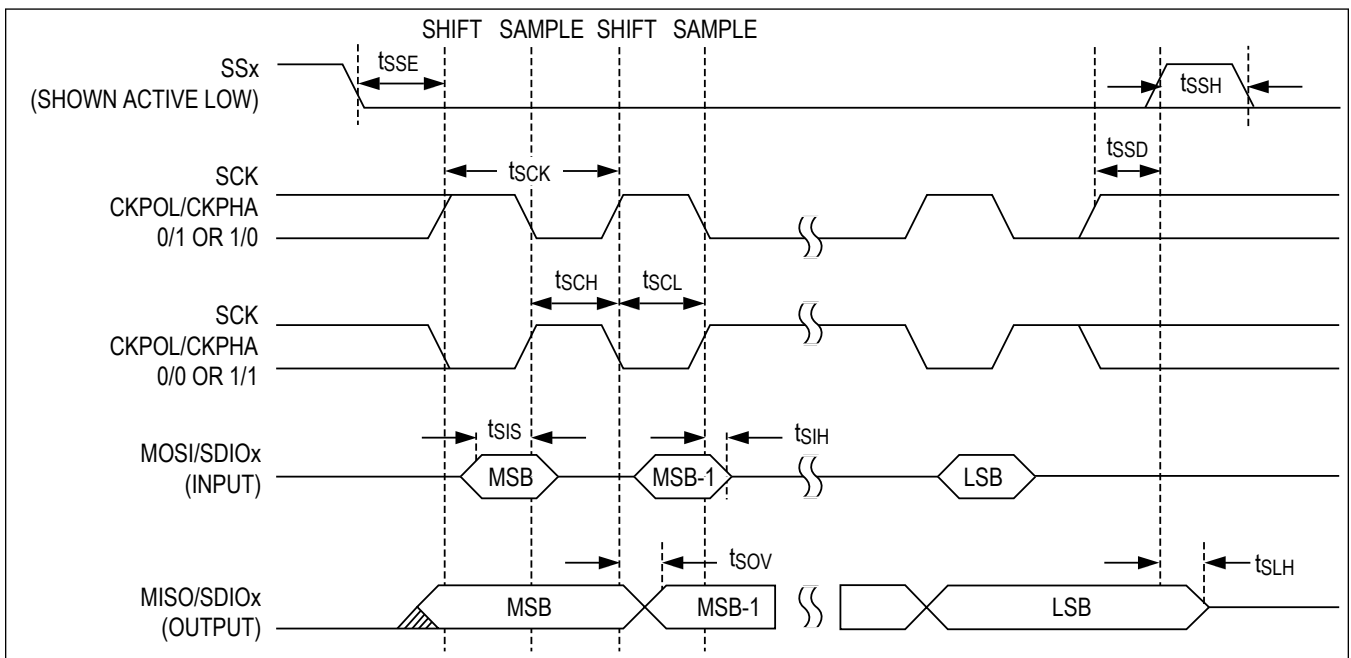 SHIFT SAMPLE SHIFT SAMPLE
SSx
(SHOWN ACTIVE LOW)
tSSE
tSSH
tSSD
SCK
CKPOL/CKPHA
0/1 OR 1/0
tSCK
tSCH
tSCL
SCK
CKPOL/CKPHA
0/0 OR 1/1
MOSI/SDIOx
(INPUT)
tSIS
tSIH
MSB
MSB-1
LSB
MISO/SDIOx
(OUTPUT)
tSOV
tSLH
MSB
MSB-1
LSB